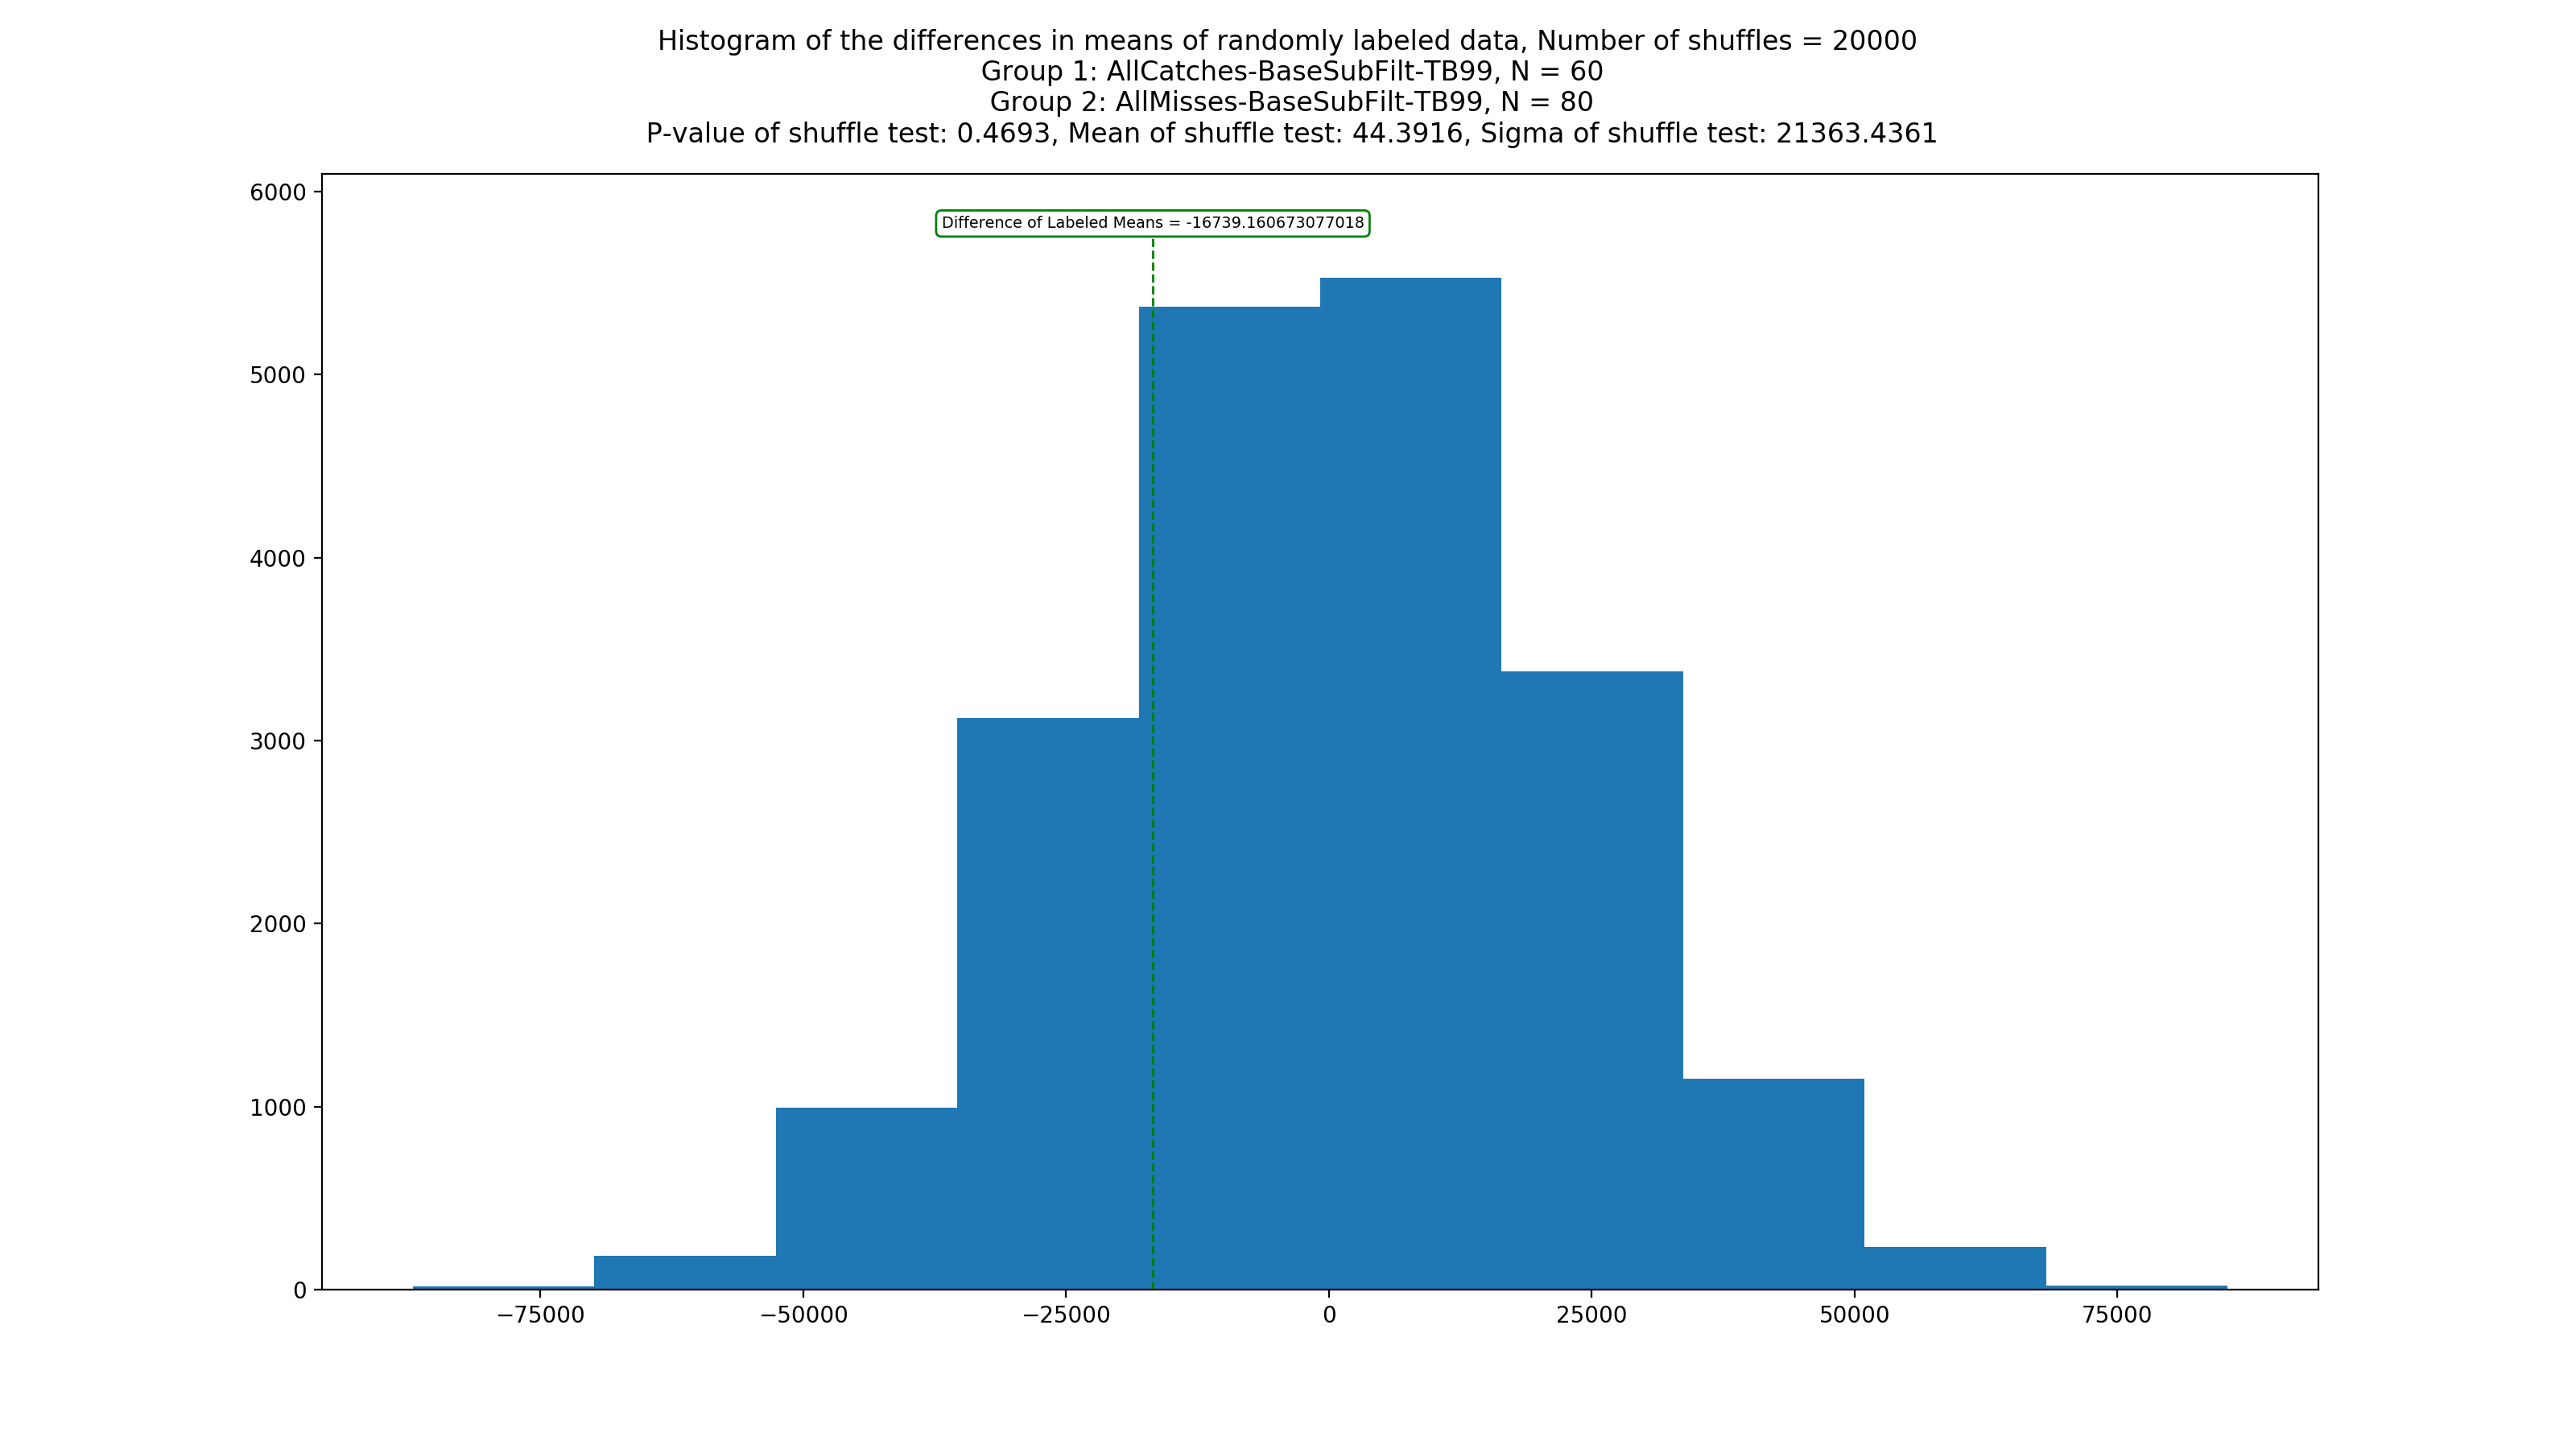 Histogram of the differences in means of randomly labeled data, Number of shuffles = 20000
Group 1: AllCatches-BaseSubFilt-TB99, N = 60
Group 2: AllMisses-BaseSubFilt-TB99, N = 80
P-value of shuffle test: 0.4693, Mean of shuffle test: 44.3916, Sigma of shuffle test: 21363.4361
6000
Difference of Labeled Means = -16739.160673077018
5000
4000
3000
2000
1000
0
−75000 −50000 −25000 0 25000 50000 75000